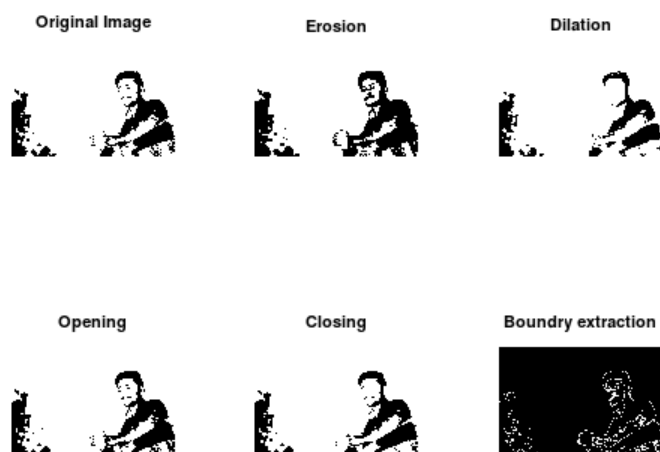 Original Image
Erosion
Dilation
Opening
Closing
Boundry extraction